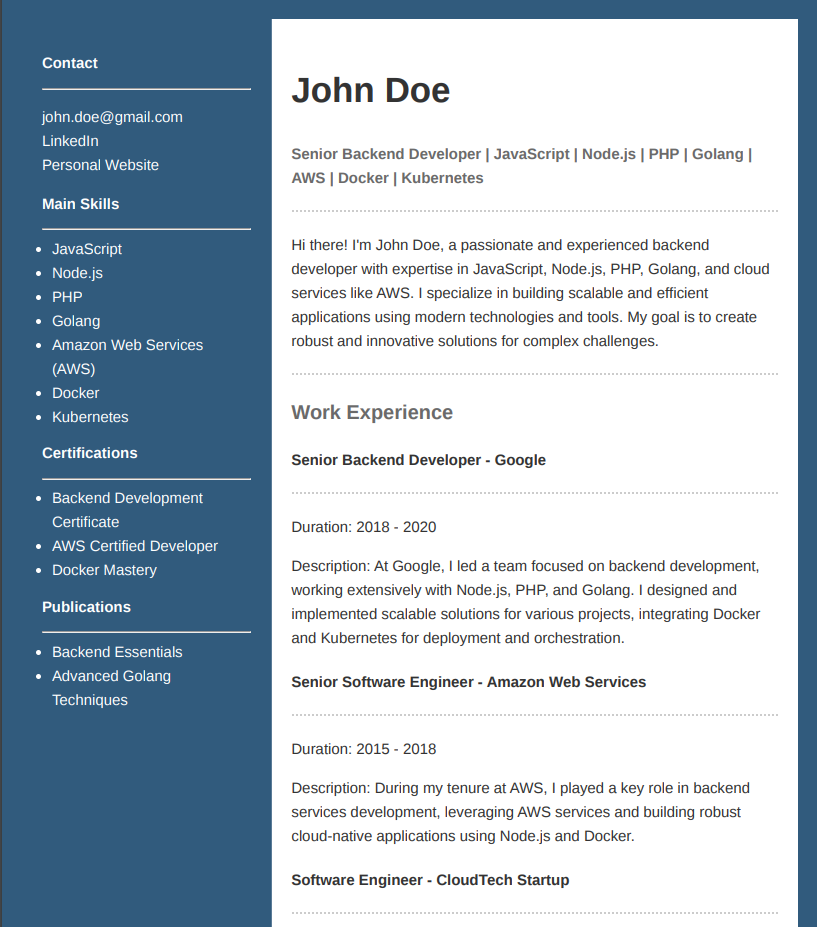 Contact
john.doe@gmail.com
LinkedIn
Personal Website
Main Skills
JavaScript
Node.js
PHP
Golang
Amazon Web Services
(AWS)
Docker
Kubernetes
Certifications
Backend Development
Certificate
AWS Certified Developer
Docker Mastery
Publications
Backend Essentials
Advanced Golang
Techniques
John Doe
Senior Backend Developer | JavaScript | Node.js | PHP | Golang |
AWS | Docker | Kubernetes
Hi there! I'm John Doe, a passionate and experienced backend
developer with expertise in JavaScript, Node.js, PHP, Golang, and cloud
services like AWS. I specialize in building scalable and efficient
applications using modern technologies and tools. My goal is to create
robust and innovative solutions for complex challenges.
Work Experience
Senior Backend Developer - Google
Duration: 2018 - 2020
Description: At Google, I led a team focused on backend development,
working extensively with Node.js, PHP, and Golang. I designed and
implemented scalable solutions for various projects, integrating Docker
and Kubernetes for deployment and orchestration.
Senior Software Engineer - Amazon Web Services
Duration: 2015 - 2018
Description: During my tenure at AWS, I played a key role in backend
services development, leveraging AWS services and building robust
cloud-native applications using Node.js and Docker.
Software Engineer - CloudTech Startup